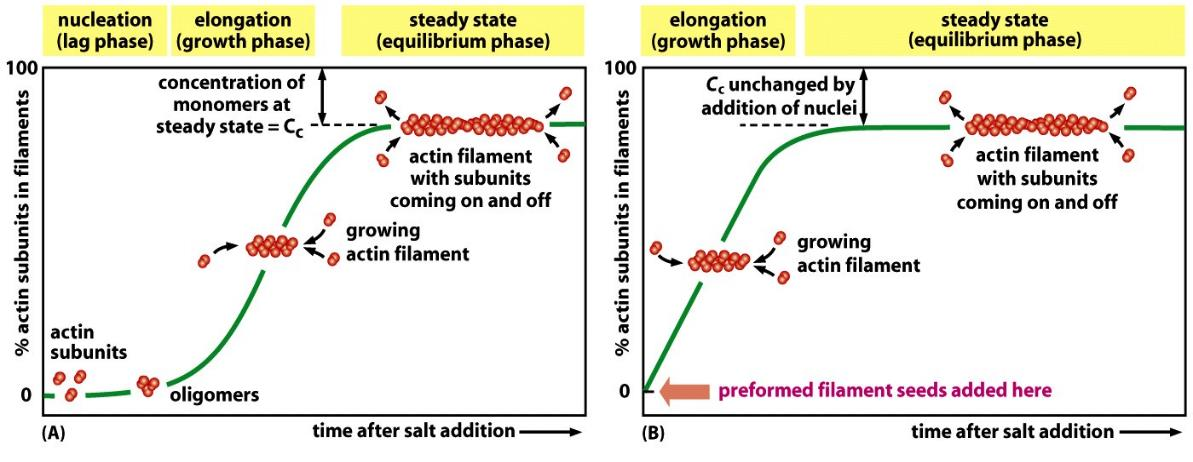 nucleation
(lag phase)
elongation
(growth phase)
steady state
(equilibrium phase)
100
concentration of
monomers at
steady state = Cc
actin filament
with subunits
coming on and off
growing
actin filament
% actin subunits in filaments
actin
subunits
oligomers
0
(A)
time after salt addition
elongation
(growth phase)
steady state
(equilibrium phase)
100
Cc unchanged by
addition of nuclei
actin filament
with subunits
coming on and off
growing
actin filament
% actin subunits in filaments
0
preformed filament seeds added here
(B)
time after salt addition